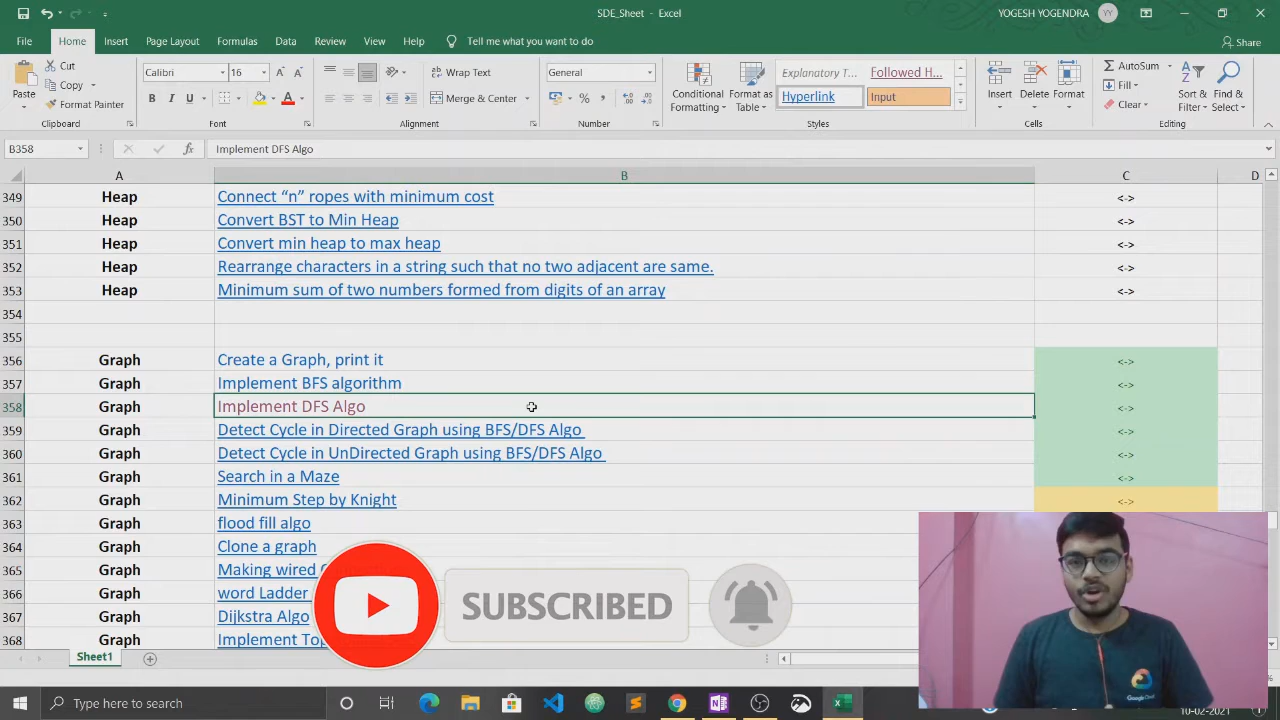 SDE_Sheet - Excel
YOGESH YOGENDRA YY
File Home Insert Page Layout Formulas Data Review View Help Tell me what you want to do Share
Paste
Cut
Copy
Format Painter
Clipboard
Calibri 16 A A
B I U A
Font
Wrap Text
Merge & Center
Alignment
General
% ,
Number
Conditional Formatting
Format as Table
Explanatory T... Followed H...
Hyperlink Input
Styles
Insert Delete Format
Cells
AutoSum
Fill
Clear
Sort & Filter
Find & Select
Editing
B358 fx Implement DFS Algo
A B C D
349 Heap Connect “n” ropes with minimum cost <->
350 Heap Convert BST to Min Heap <->
351 Heap Convert min heap to max heap <->
352 Heap Rearrange characters in a string such that no two adjacent are same. <->
353 Heap Minimum sum of two numbers formed from digits of an array <->
354
355
356 Graph Create a Graph, print it <->
357 Graph Implement BFS algorithm <->
358 Graph Implement DFS Algo <->
359 Graph Detect Cycle in Directed Graph using BFS/DFS Algo <->
360 Graph Detect Cycle in UnDirected Graph using BFS/DFS Algo <->
361 Graph Search in a Maze <->
362 Graph Minimum Step by Knight <->
363 Graph flood fill algo
364 Graph Clone a graph
365 Graph Making wired
366 Graph word Ladder
367 Graph Dijkstra Algo
368 Graph Implement
SUBSCRIBED
Google Cloud
Sheet1
Type here to search
10-02-2021